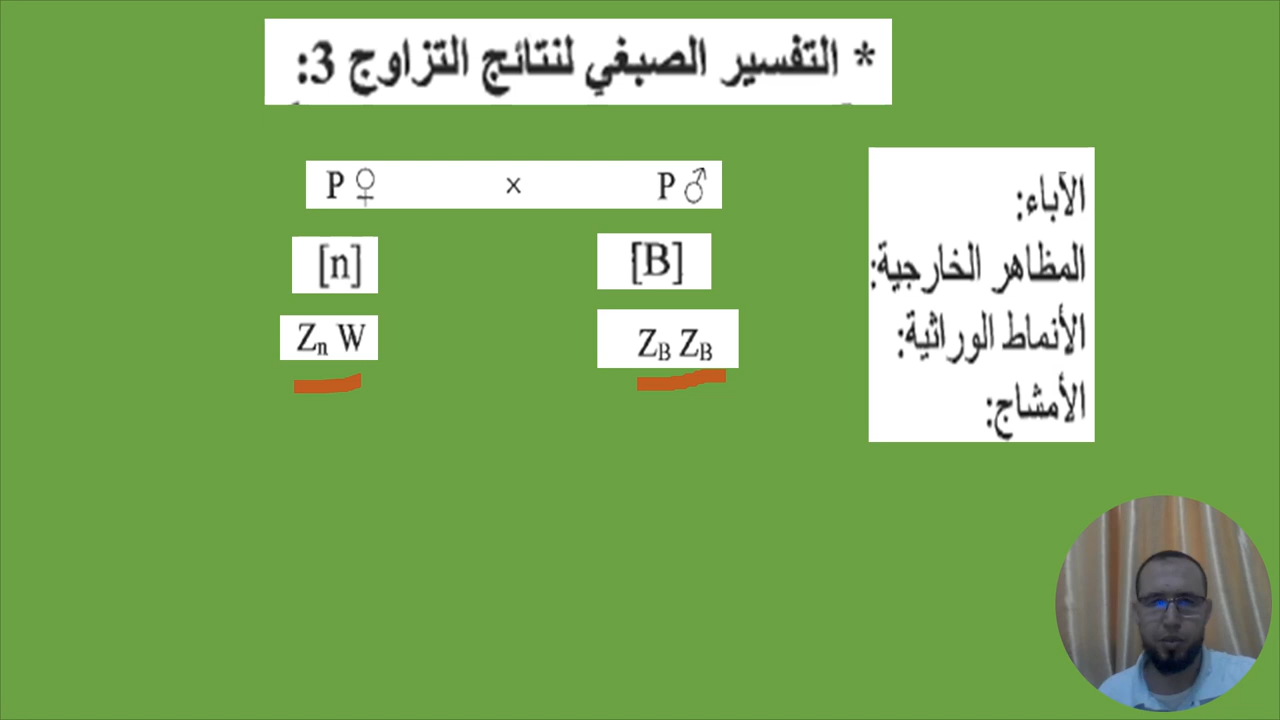 * التفسير الصبغي لنتائج التزاوج 3:
الآباء:
P ♀ × P ♂
المظاهر الخارجية:
[n] [B]
الأنماط الوراثية:
Zn W ZB ZB
الأمشاج: